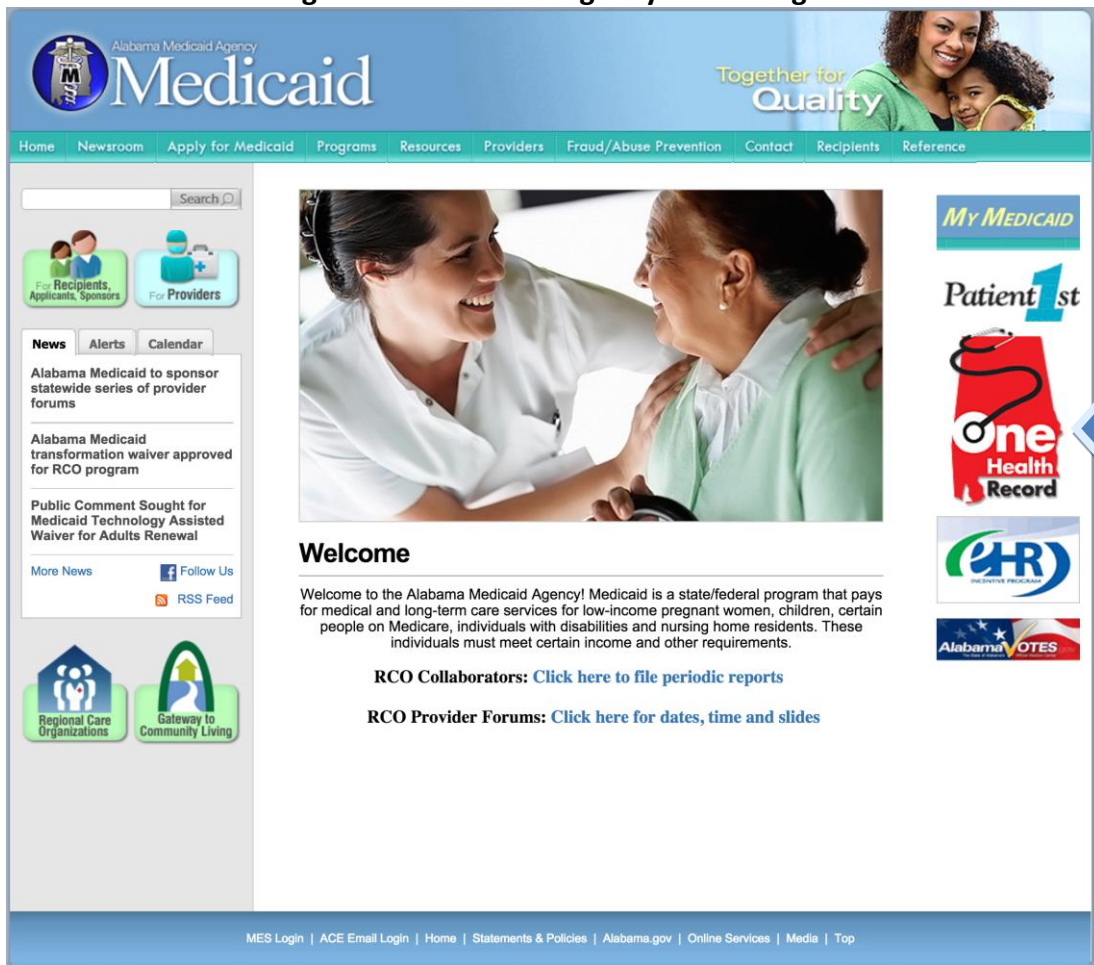 Alabama Medicaid Agency
Medicaid
M
Together for
Quality
Home Newsroom Apply for Medicaid Programs Resources Providers Fraud/Abuse Prevention Contact Recipients Reference
Search
For Recipients,
Applicants, Sponsors
For Providers
News Alerts Calendar
Alabama Medicaid to sponsor
statewide series of provider
forums
Alabama Medicaid
transformation waiver approved
for RCO program
Public Comment Sought for
Medicaid Technology Assisted
Waiver for Adults Renewal
More News
Follow Us
RSS Feed
Regional Care
Organizations
Gateway to
Community Living
Welcome
Welcome to the Alabama Medicaid Agency! Medicaid is a state/federal program that pays
for medical and long-term care services for low-income pregnant women, children, certain
people on Medicare, individuals with disabilities and nursing home residents. These
individuals must meet certain income and other requirements.
RCO Collaborators: Click here to file periodic reports
RCO Provider Forums: Click here for dates, time and slides
MY MEDICAID
Patient 1st
One
Health
Record
eHR
INCENTIVE PROGRAM
Alabama VOTES.gov
MES Login | ACE Email Login | Home | Statements & Policies | Alabama.gov | Online Services | Media | Top